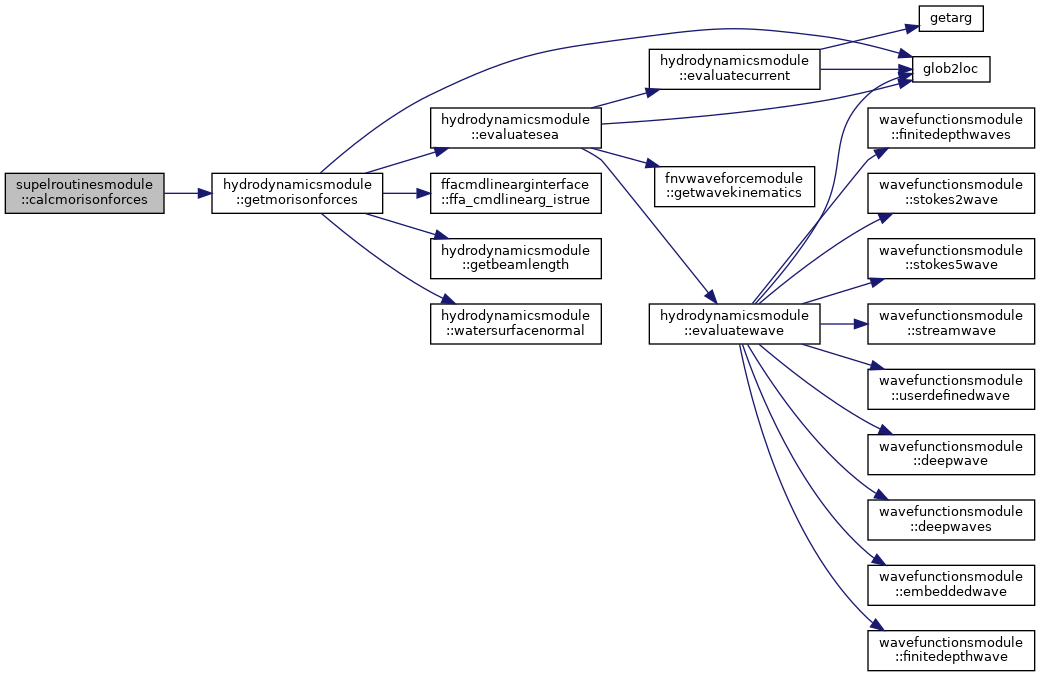 supelroutinesmodule
::calcmorisonforces
hydrodynamicsmodule
::getmorisonforces
hydrodynamicsmodule
::evaluatesea
ffacmdlinearginterface
::ffa_cmdlinearg_istrue
hydrodynamicsmodule
::getbeamlength
hydrodynamicsmodule
::watersurfacenormal
hydrodynamicsmodule
::evaluatecurrent
fnvwaveforcemodule
::getwavekinematics
hydrodynamicsmodule
::evaluatewave
getarg
glob2loc
wavefunctionsmodule
::finitedepthwaves
wavefunctionsmodule
::stokes2wave
wavefunctionsmodule
::stokes5wave
wavefunctionsmodule
::streamwave
wavefunctionsmodule
::userdefinedwave
wavefunctionsmodule
::deepwave
wavefunctionsmodule
::deepwaves
wavefunctionsmodule
::embeddedwave
wavefunctionsmodule
::finitedepthwave